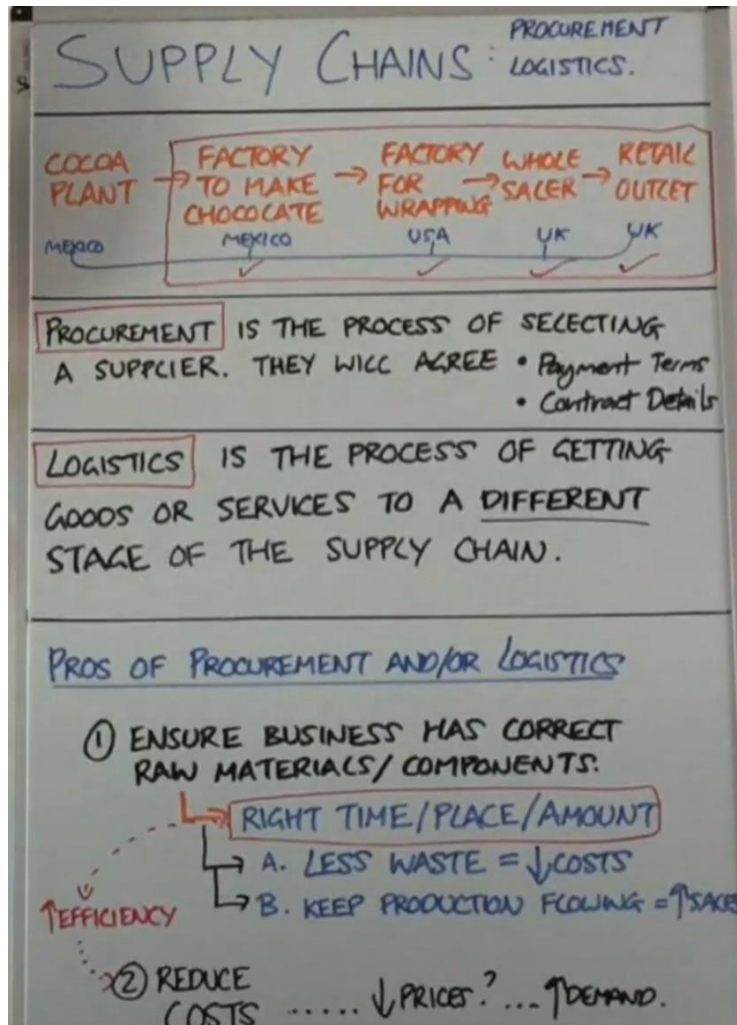 SUPPLY CHAINS: PROCUREMENT
LOGISTICS.
COCOA
PLANT → FACTORY
TO MAKE
CHOCOLATE → FACTORY
FOR
WRAPPING → WHOLE
SALER → RETAIL
OUTLET
MEXICO MEXICO USA UK UK
PROCUREMENT IS THE PROCESS OF SELECTING
A SUPPLIER. THEY WILL AGREE • Payment Terms
• Contract Details
LOGISTICS IS THE PROCESS OF GETTING
GOODS OR SERVICES TO A DIFFERENT
STAGE OF THE SUPPLY CHAIN.
PROS OF PROCUREMENT AND/OR LOGISTICS
① ENSURE BUSINESS HAS CORRECT
RAW MATERIALS/COMPONENTS.
RIGHT TIME/PLACE/AMOUNT
A. LESS WASTE = ↓COSTS
↑EFFICIENCY
B. KEEP PRODUCTION FLOWING = ↑SALES
② REDUCE
COSTS ...... ↓PRICES? ... ↑DEMAND.